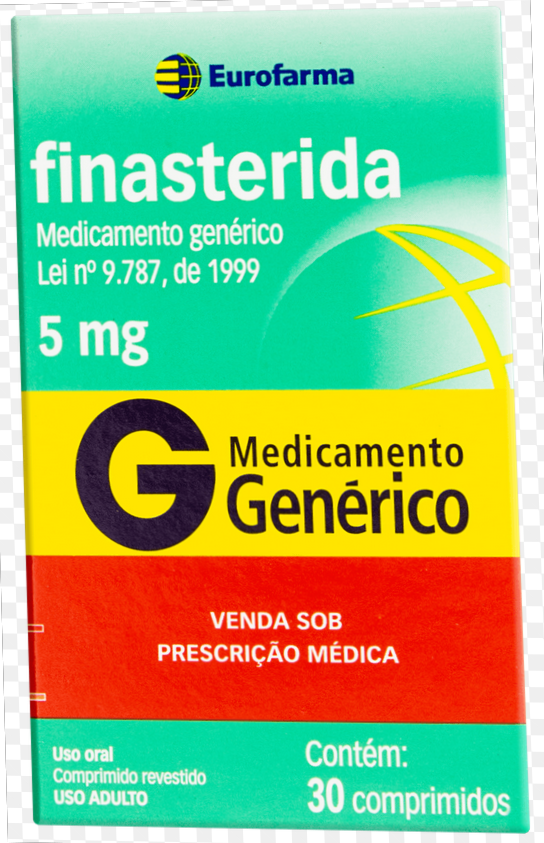 Eurofarma
finasterida
Medicamento genérico
Lei nº 9.787, de 1999
5 mg
G Medicamento
Genérico
VENDA SOB
PRESCRIÇÃO MÉDICA
Uso oral
Comprimido revestido
USO ADULTO
Contém:
30 comprimidos